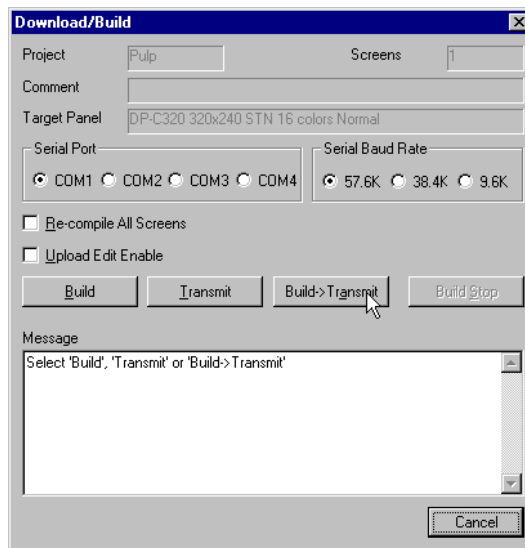 Download/Build
Project Pulp Screens 1
Comment
Target Panel DP-C320 320x240 STN 16 colors Normal
Serial Port Serial Baud Rate
COM1 COM2 COM3 COM4 57.6K 38.4K 9.6K
Re-compile All Screens
Upload Edit Enable
Build Transmit Build->Transmit Build Stop
Message
Select 'Build', 'Transmit' or 'Build->Transmit'
Cancel